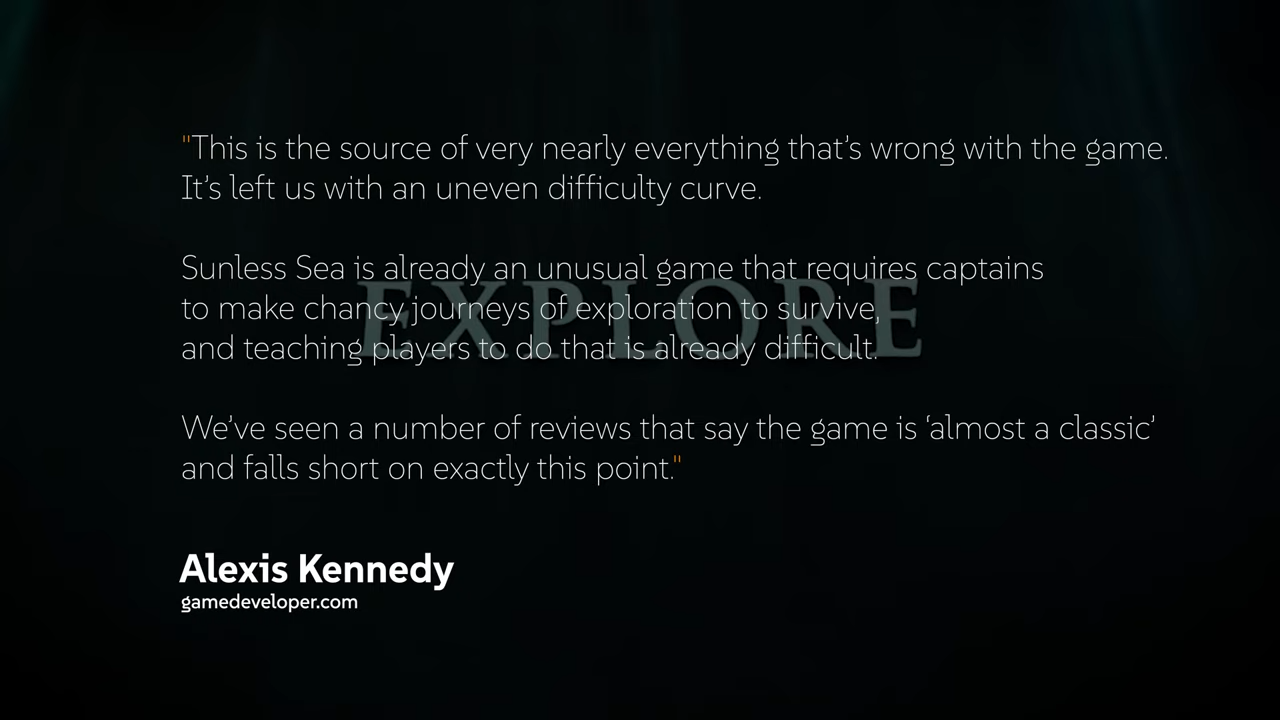 "This is the source of very nearly everything that’s wrong with the game.
It’s left us with an uneven difficulty curve.
Sunless Sea is already an unusual game that requires captains
to make chancy journeys of exploration to survive,
and teaching players to do that is already difficult.
EXPLORE
We’ve seen a number of reviews that say the game is ‘almost a classic’
and falls short on exactly this point."
Alexis Kennedy
gamedeveloper.com